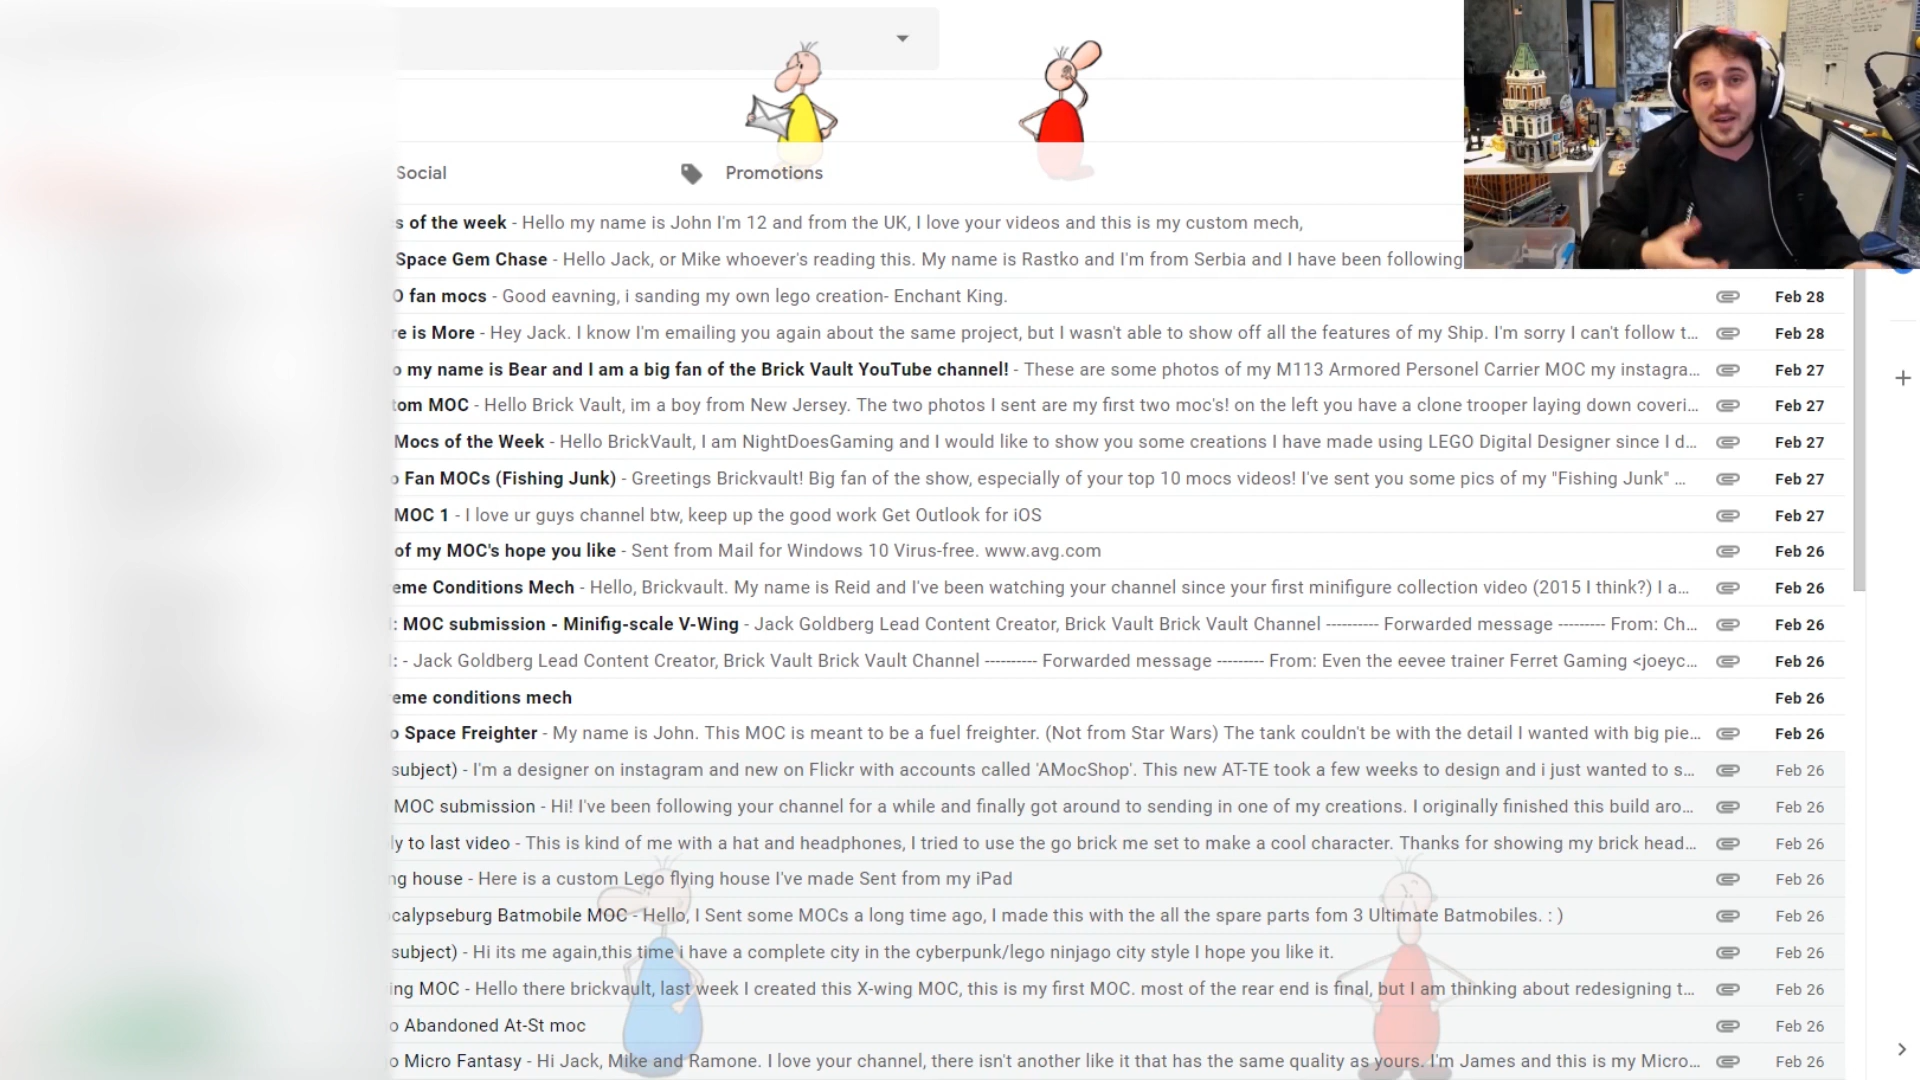 Social
Promotions
s of the week - Hello my name is John I'm 12 and from the UK, I love your videos and this is my custom mech,
Space Gem Chase - Hello Jack, or Mike whoever's reading this. My name is Rastko and I'm from Serbia and I have been following
O fan mocs - Good eavning, i sanding my own lego creation- Enchant King. Feb 28
re is More - Hey Jack. I know I'm emailing you again about the same project, but I wasn't able to show off all the features of my Ship. I'm sorry I can't follow t... Feb 28
o my name is Bear and I am a big fan of the Brick Vault YouTube channel! - These are some photos of my M113 Armored Personel Carrier MOC my instagra... Feb 27
tom MOC - Hello Brick Vault, im a boy from New Jersey. The two photos I sent are my first two moc's! on the left you have a clone trooper laying down coveri... Feb 27
Mocs of the Week - Hello BrickVault, I am NightDoesGaming and I would like to show you some creations I have made using LEGO Digital Designer since I d... Feb 27
o Fan MOCs (Fishing Junk) - Greetings Brickvault! Big fan of the show, especially of your top 10 mocs videos! I've sent you some pics of my "Fishing Junk" ... Feb 27
MOC 1 - I love ur guys channel btw, keep up the good work Get Outlook for iOS Feb 27
of my MOC's hope you like - Sent from Mail for Windows 10 Virus-free. www.avg.com Feb 26
eme Conditions Mech - Hello, Brickvault. My name is Reid and I've been watching your channel since your first minifigure collection video (2015 I think?) I a... Feb 26
: MOC submission - Minifig-scale V-Wing - Jack Goldberg Lead Content Creator, Brick Vault Brick Vault Channel ---------- Forwarded message --------- From: Ch... Feb 26
: - Jack Goldberg Lead Content Creator, Brick Vault Brick Vault Channel ---------- Forwarded message --------- From: Even the eevee trainer Ferret Gaming <joeyc... Feb 26
eme conditions mech Feb 26
o Space Freighter - My name is John. This MOC is meant to be a fuel freighter. (Not from Star Wars) The tank couldn't be with the detail I wanted with big pie... Feb 26
subject) - I'm a designer on instagram and new on Flickr with accounts called 'AMocShop'. This new AT-TE took a few weeks to design and i just wanted to s... Feb 26
MOC submission - Hi! I've been following your channel for a while and finally got around to sending in one of my creations. I originally finished this build aro... Feb 26
ly to last video - This is kind of me with a hat and headphones, I tried to use the go brick me set to make a cool character. Thanks for showing my brick head... Feb 26
ng house - Here is a custom Lego flying house I've made Sent from my iPad Feb 26
calypseburg Batmobile MOC - Hello, I Sent some MOCs a long time ago, I made this with the all the spare parts fom 3 Ultimate Batmobiles. : ) Feb 26
subject) - Hi its me again,this time i have a complete city in the cyberpunk/lego ninjago city style I hope you like it. Feb 26
ing MOC - Hello there brickvault, last week I created this X-wing MOC, this is my first MOC. most of the rear end is final, but I am thinking about redesigning t... Feb 26
o Abandoned At-St moc Feb 26
o Micro Fantasy - Hi Jack, Mike and Ramone. I love your channel, there isn't another like it that has the same quality as yours. I'm James and this is my Micro... Feb 26